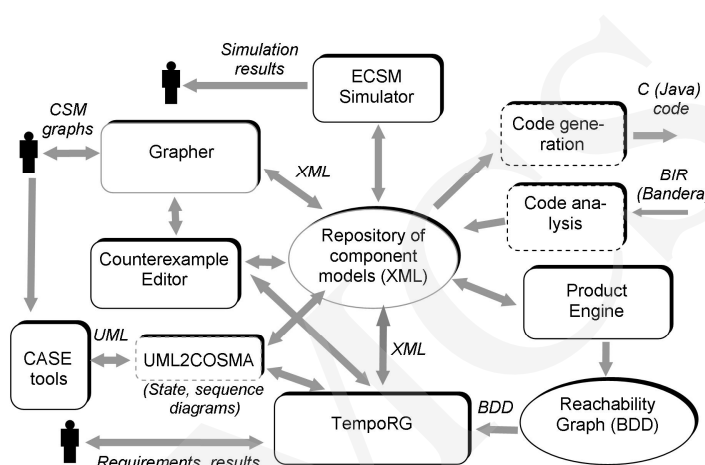 Simulation
results
ECSM
Simulator
C (Java)
code
CSM
graphs
Code gene-
ration
Grapher
XML
BIR
(Bandera)
Code ana-
lysis
Repository of
component
models (XML)
Counterexample
Editor
Product
Engine
UML
CASE
tools
UML2COSMA
XML
(State, sequence
diagrams)
TempoRG
BDD
Reachability
Graph (BDD)
Requirements, results